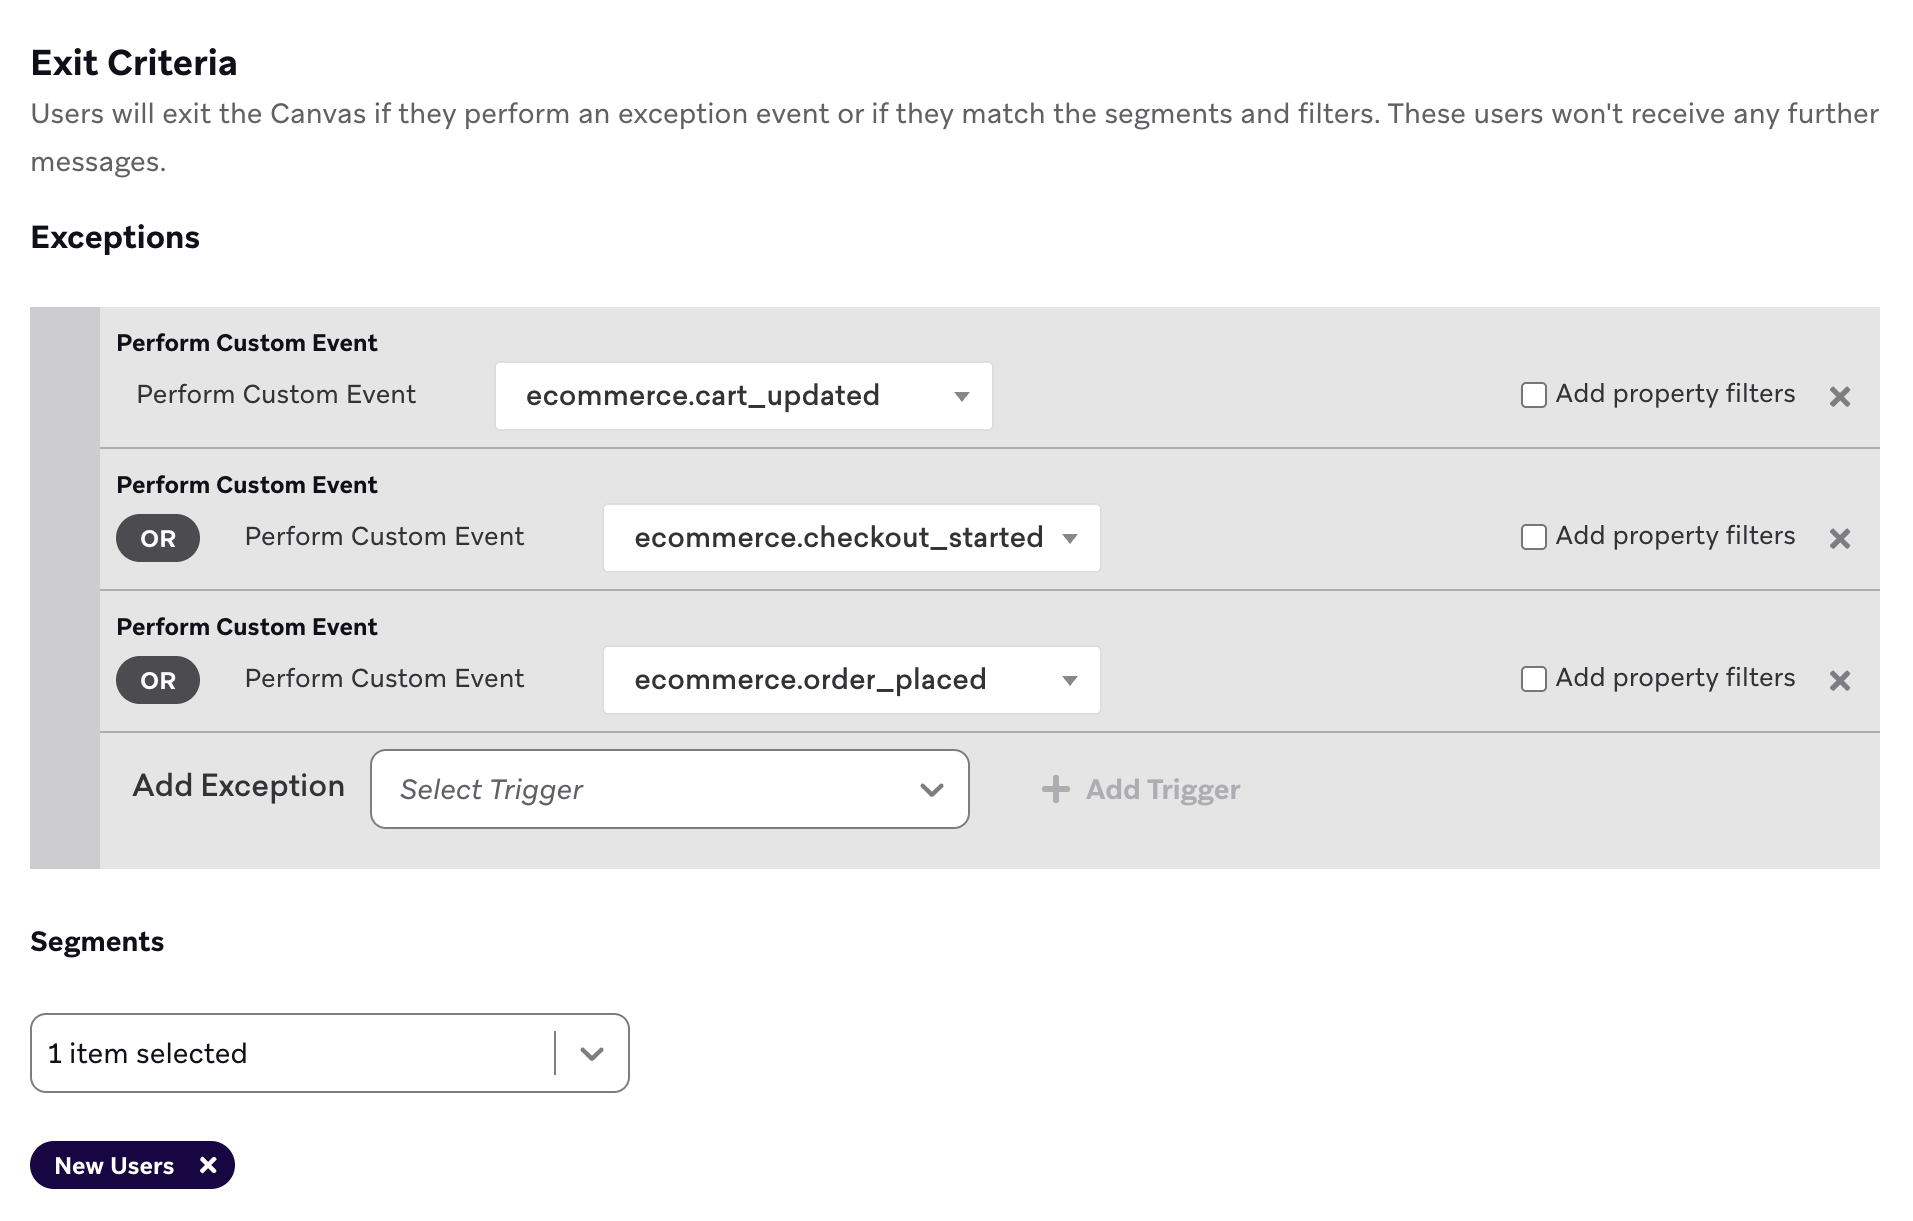 Exit Criteria
Users will exit the Canvas if they perform an exception event or if they match the segments and filters. These users won't receive any further
messages.
Exceptions
Perform Custom Event
Perform Custom Event ecommerce.cart_updated Add property filters
Perform Custom Event
OR Perform Custom Event ecommerce.checkout_started Add property filters
Perform Custom Event
OR Perform Custom Event ecommerce.order_placed Add property filters
Add Exception Select Trigger Add Trigger
Segments
1 item selected
New Users